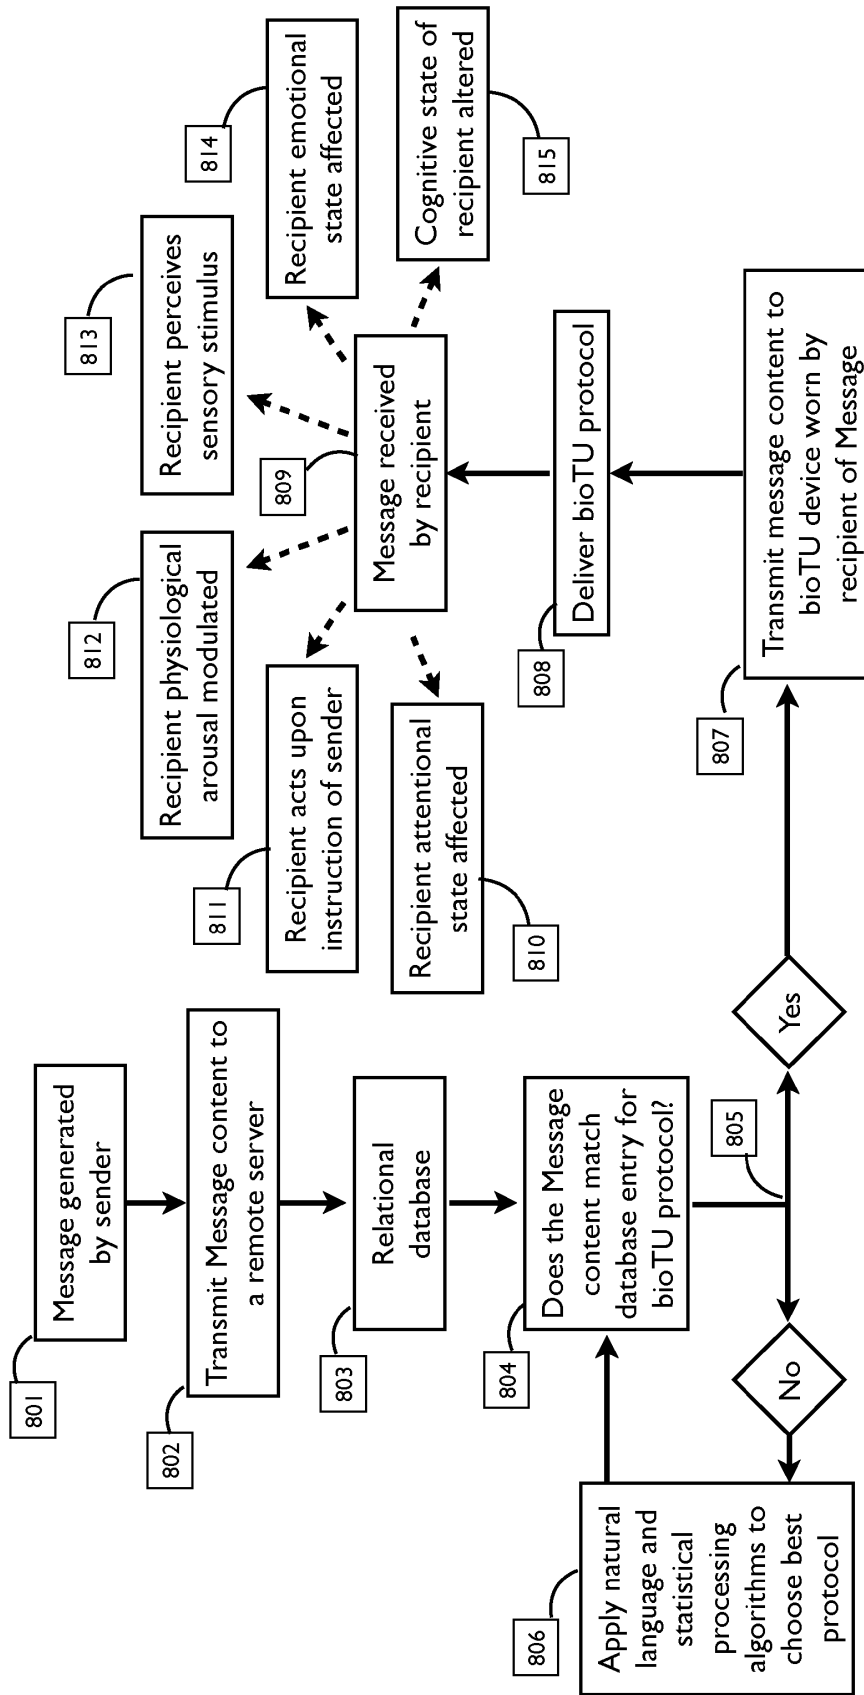 801
Message generated
by sender
802
Transmit Message content to
a remote server
803
Relational
database
804
Does the Message
content match
database entry for
bioTU protocol?
805
No
Yes
806
Apply natural
language and
statistical
processing
algorithms to
choose best
protocol
807
Transmit message content to
bioTU device worn by
recipient of Message
808
Deliver bioTU protocol
809
Message received
by recipient
810
Recipient attentional
state affected
811
Recipient acts upon
instruction of sender
812
Recipient physiological
arousal modulated
813
Recipient perceives
sensory stimulus
814
Recipient emotional
state affected
815
Cognitive state of
recipient altered